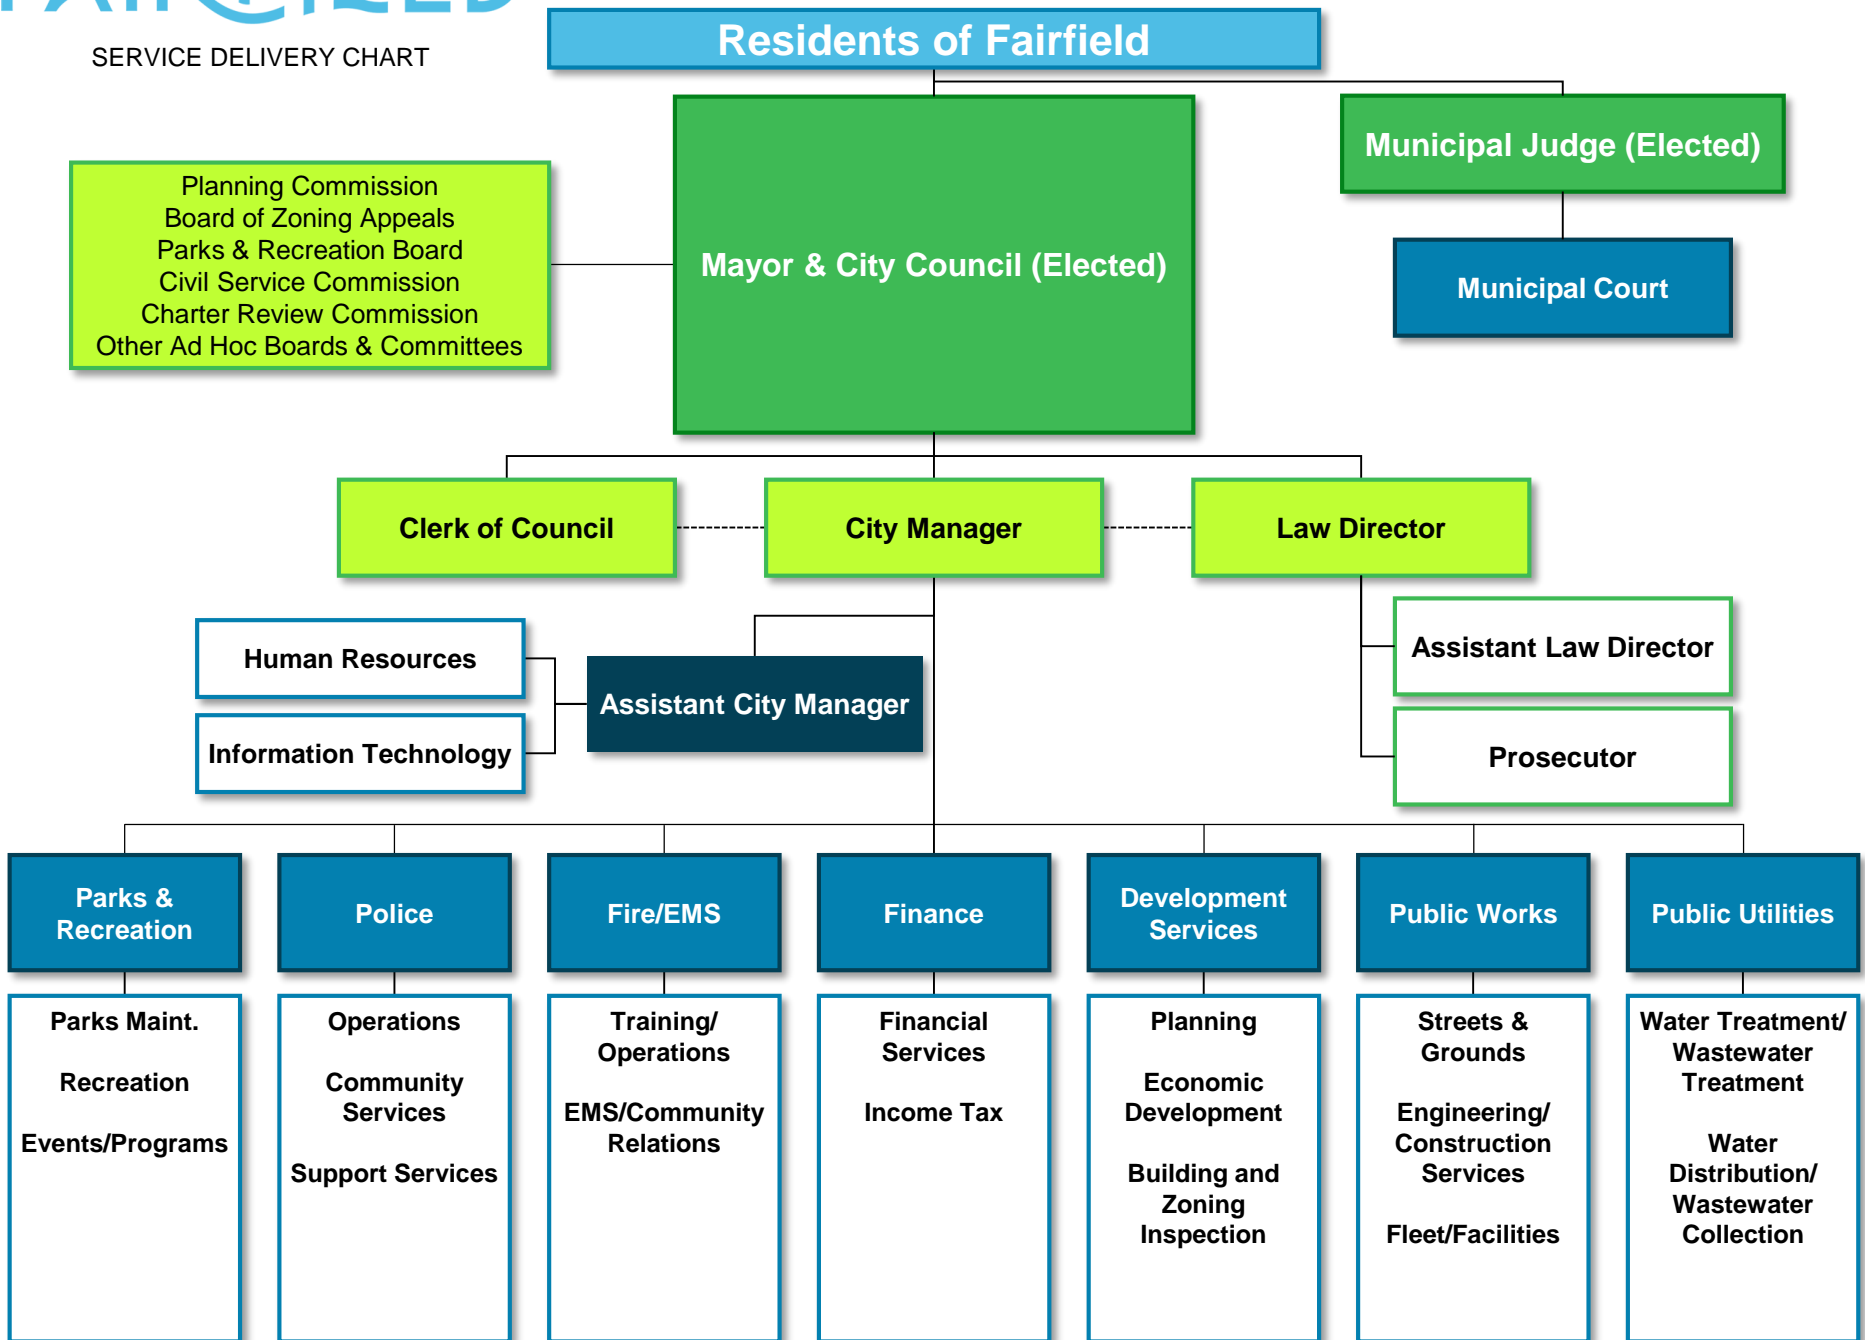 SERVICE DELIVERY CHART
Residents of Fairfield
Municipal Judge (Elected)
Planning Commission
Board of Zoning Appeals
Parks & Recreation Board
Civil Service Commission
Charter Review Commission
Other Ad Hoc Boards & Committees
Mayor & City Council (Elected)
Municipal Court
Clerk of Council
City Manager
Law Director
Human Resources
Information Technology
Assistant City Manager
Assistant Law Director
Prosecutor
Parks &
Recreation
Police
Fire/EMS
Finance
Development
Services
Public Works
Public Utilities
Parks Maint.
Recreation
Events/Programs
Operations
Community
Services
Support Services
Training/
Operations
EMS/Community
Relations
Financial
Services
Income Tax
Planning
Economic
Development
Building and
Zoning
Inspection
Streets &
Grounds
Engineering/
Construction
Services
Fleet/Facilities
Water Treatment/
Wastewater
Treatment
Water
Distribution/
Wastewater
Collection